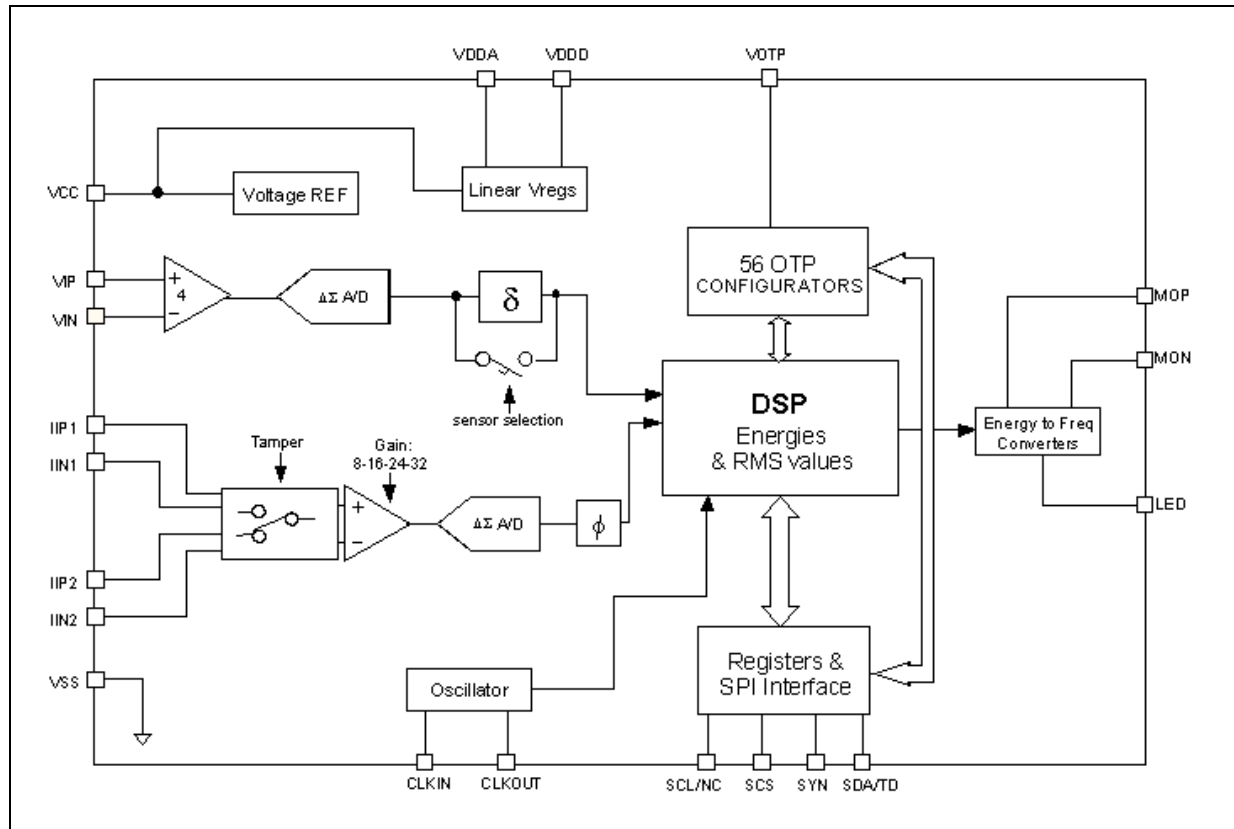 VDDA
VDDD
VOTP
VCC
Voltage REF
Linear Vregs
VIP
VIN
+
4
−
ΔΣ A/D
δ
sensor selection
56 OTP
CONFIGURATORS
MOP
MON
DSP
Energies
& RMS values
Energy to Freq
Converters
LED
IIP1
IIN1
Tamper
Gain:
8-16-24-32
+
−
ΔΣ A/D
ϕ
IIP2
IIN2
VSS
Oscillator
Registers &
SPI Interface
CLKIN
CLKOUT
SCL/NC
SCS
SYN
SDA/TD